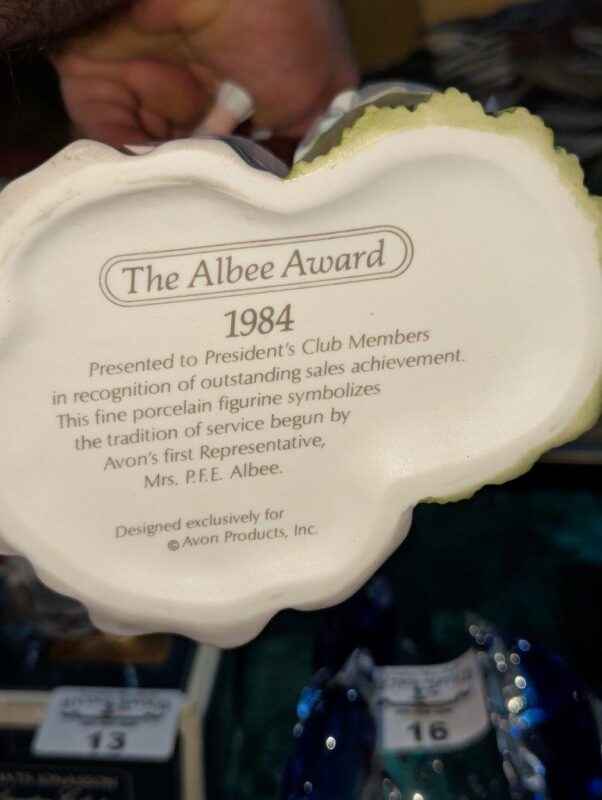 The Albee Award
1984
Presented to President's Club Members
in recognition of outstanding sales achievement.
This fine porcelain figurine symbolizes
the tradition of service begun by
Avon's first Representative,
Mrs. P.F.E. Albee.
Designed exclusively for
© Avon Products, Inc.
13
16